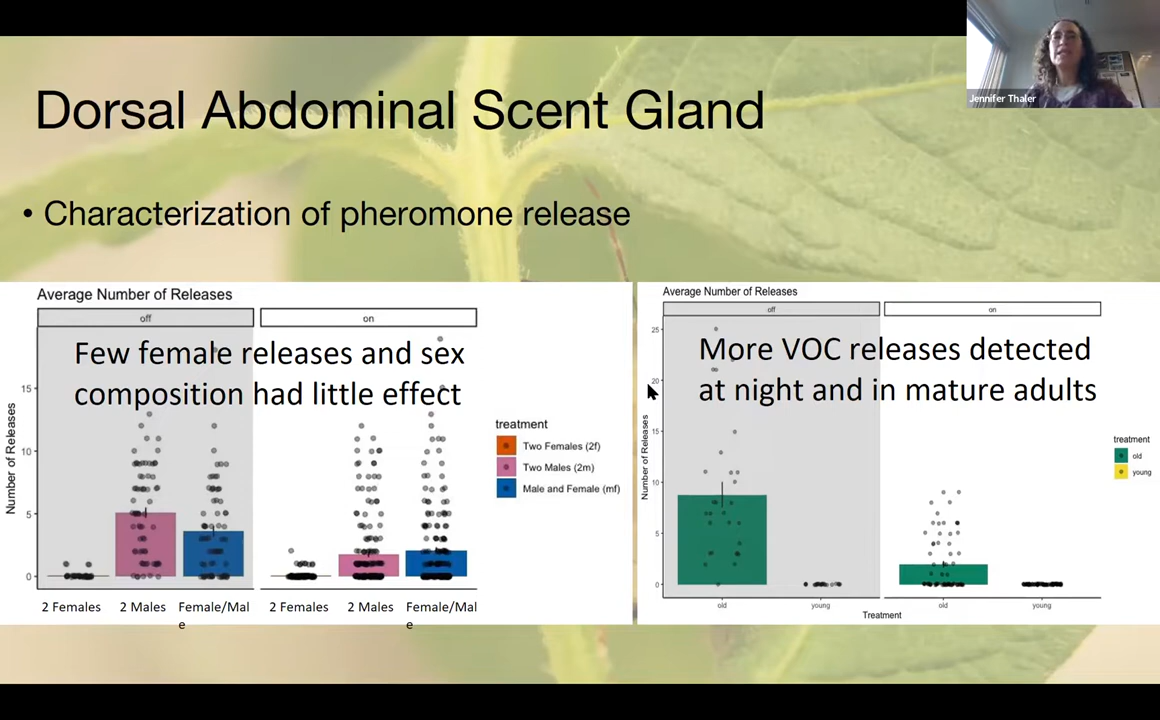 Jennifer Thaler
Dorsal Abdominal Scent Gland
• Characterization of pheromone release
Average Number of Releases
off
on
Few female releases and sex
composition had little effect
Number of Releases
15
10
5
0
2 Females
2 Males
Female/Mal
e
2 Females
2 Males
Female/Mal
e
treatment
Two Females (2f)
Two Males (2m)
Male and Female (mf)
Average Number of Releases
off
on
More VOC releases detected
at night and in mature adults
Number of Releases
25
20
15
10
5
0
old
young
old
young
Treatment
treatment
old
young